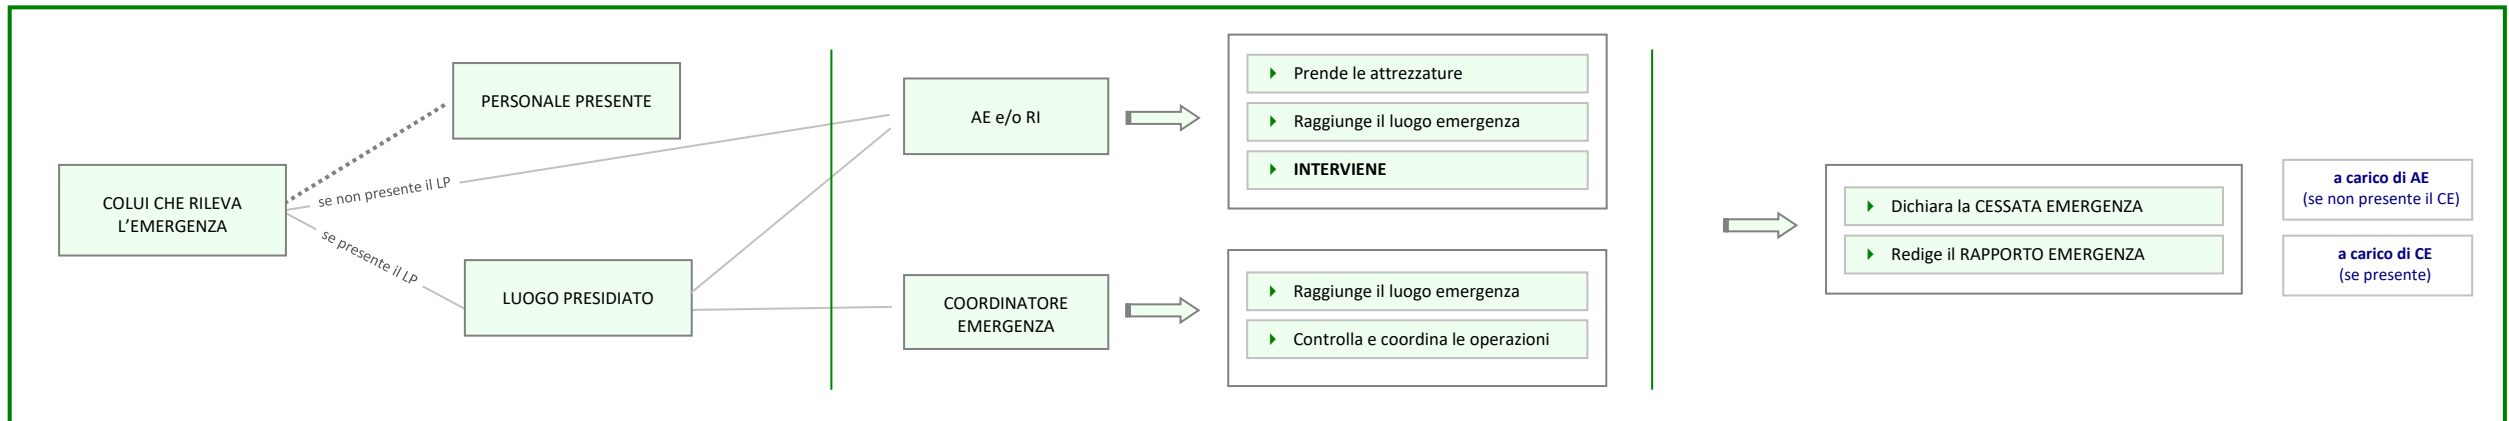 PERSONALE PRESENTE
COLUI CHE RILEVA
L’EMERGENZA
se non presente il LP
se presente il LP
LUOGO PRESIDIATO
AE e/o RI
Prende le attrezzature
Raggiunge il luogo emergenza
INTERVIENE
COORDINATORE
EMERGENZA
Raggiunge il luogo emergenza
Controlla e coordina le operazioni
Dichiara la CESSATA EMERGENZA
Redige il RAPPORTO EMERGENZA
a carico di AE
(se non presente il CE)
a carico di CE
(se presente)